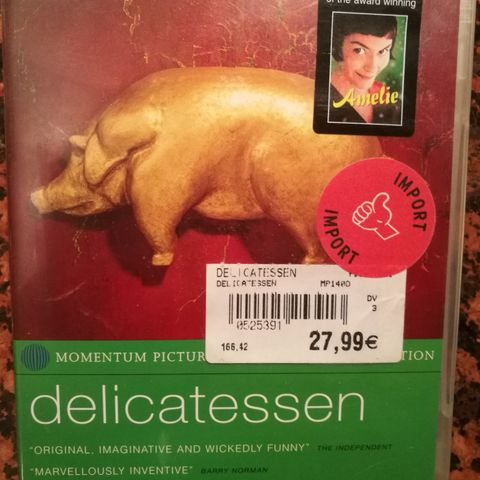 of the award winning
Amelie
IMPORT
IMPORT
DELICATESSEN
DELICATESSEN MP140D
DV
3
0525391
166,42 27,99€
MOMENTUM PICTUR TION
delicatessen
"ORIGINAL, IMAGINATIVE AND WICKEDLY FUNNY" THE INDEPENDENT
"MARVELLOUSLY INVENTIVE" BARRY NORMAN